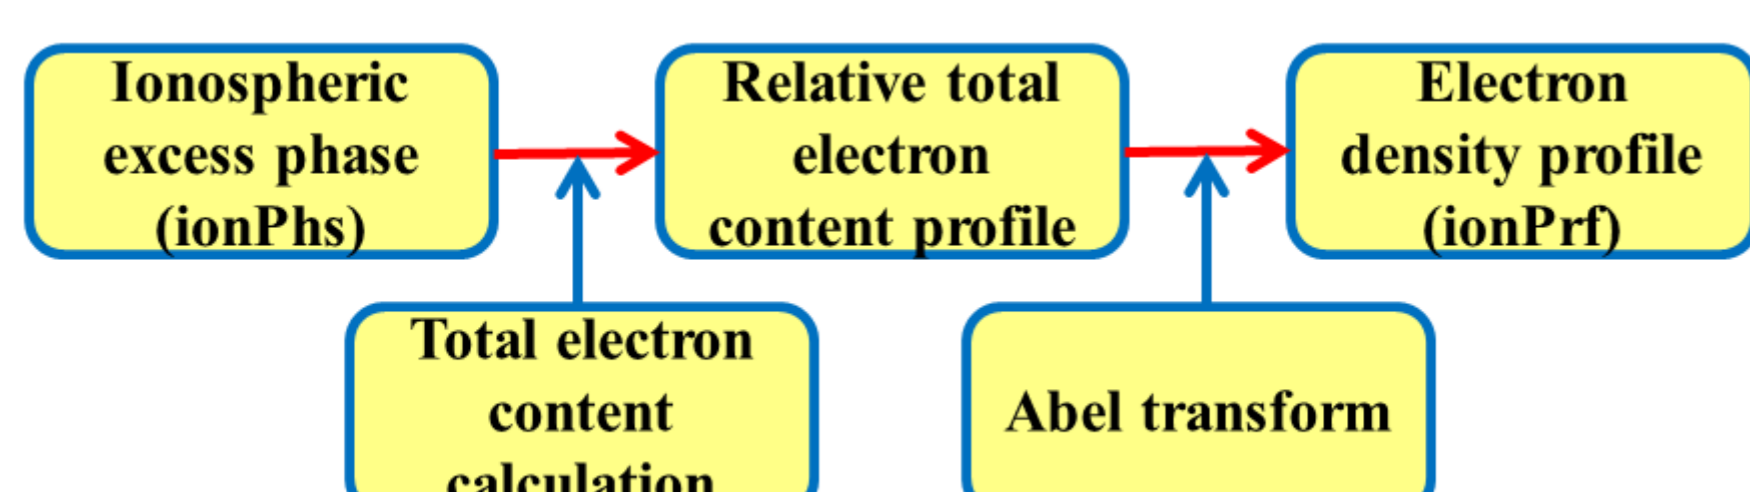 Ionospheric
excess phase
(ionPhs)
Relative total
electron
content profile
Electron
density profile
(ionPrf)
Total electron
content
calculation
Abel transform